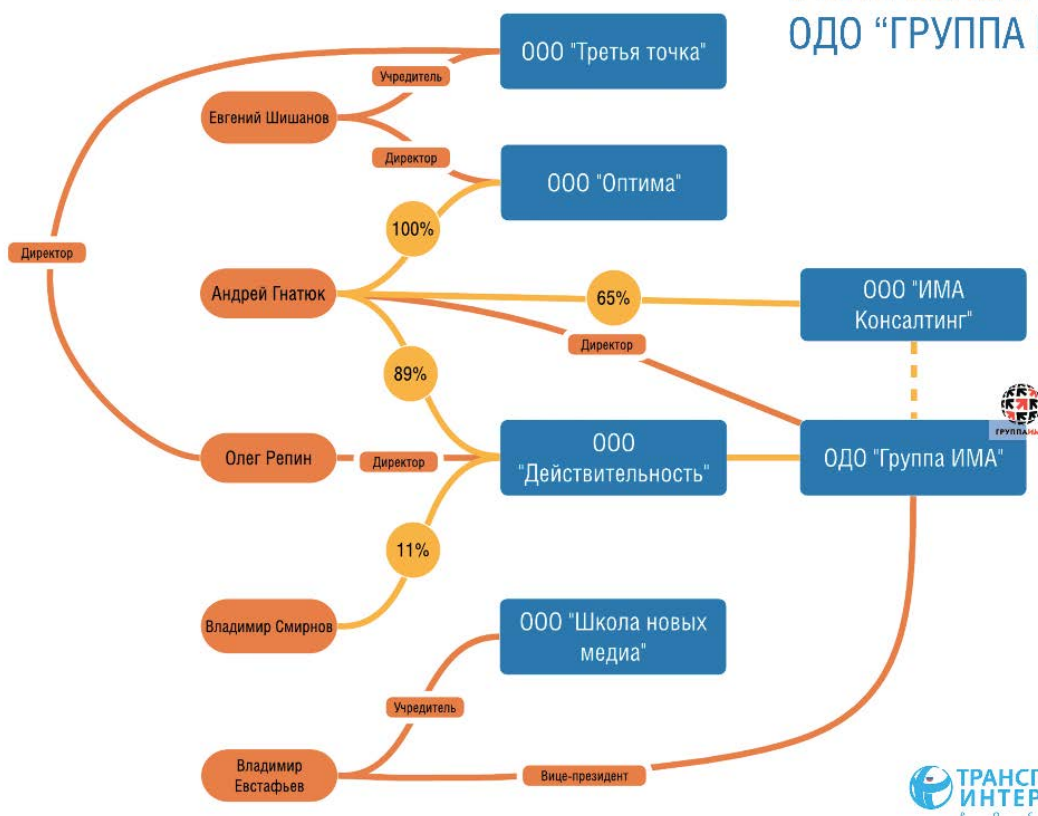 ОДО “ГРУППА
ООО "Третья точка"
Учредитель
Евгений Шишанов
Директор
ООО "Оптима"
100%
Директор
Андрей Гнатюк
65%
ООО "ИМА
Консалтинг"
Директор
89%
ГРУППАИМ
Олег Репин
Директор
ООО
"Действительность"
ОДО "Группа ИМА"
11%
Владимир Смирнов
ООО "Школа новых
медиа"
Учредитель
Владимир
Евстафьев
Вице-президент
ТРАНСП
ИНТЕР